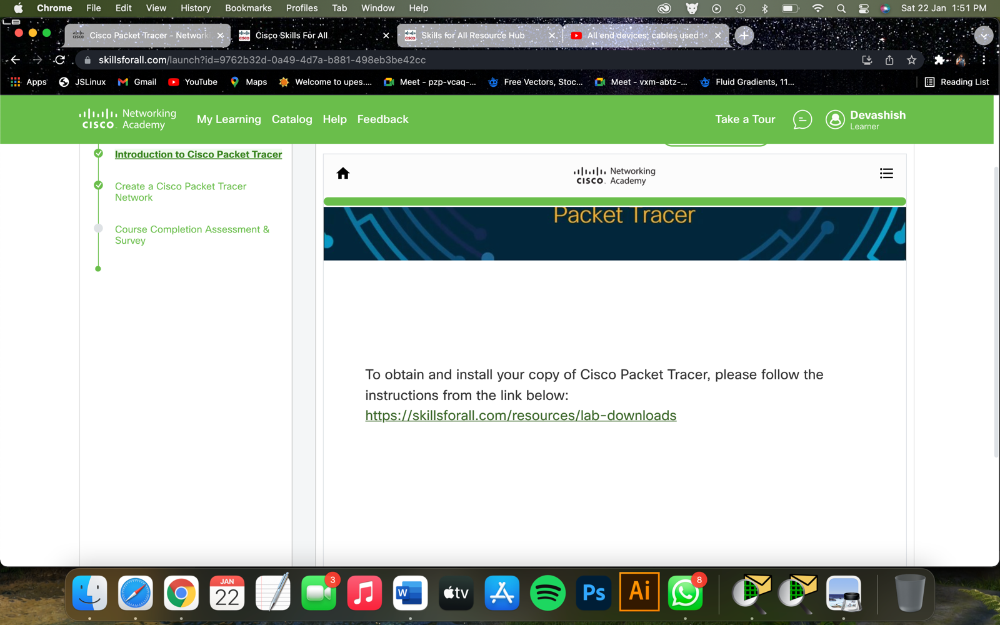 Chrome File Edit View History Bookmarks Profiles Tab Window Help Sat 22 Jan 1:51 PM
Cisco Packet Tracer - Network Cisco Skills For All Skills for All Resource Hub All end devices, cables used to
skillsforall.com/launch?id=9762b32d-0a49-4d7a-b881-498eb3be42cc
Apps JSLinux Gmail YouTube Maps Welcome to upes.... Meet - pzp-vcaq-... Free Vectors, Stoc... Meet - vxm-abtz-... Fluid Gradients, 11... Reading List
CISCO Networking Academy My Learning Catalog Help Feedback Take a Tour Devashish
Learner
Introduction to Cisco Packet Tracer
Create a Cisco Packet Tracer
Network
Course Completion Assessment &
Survey
CISCO Networking Academy
Packet Tracer
To obtain and install your copy of Cisco Packet Tracer, please follow the
instructions from the link below:
https://skillsforall.com/resources/lab-downloads
JAN
22
3
W
tv
Ps
Ai
8